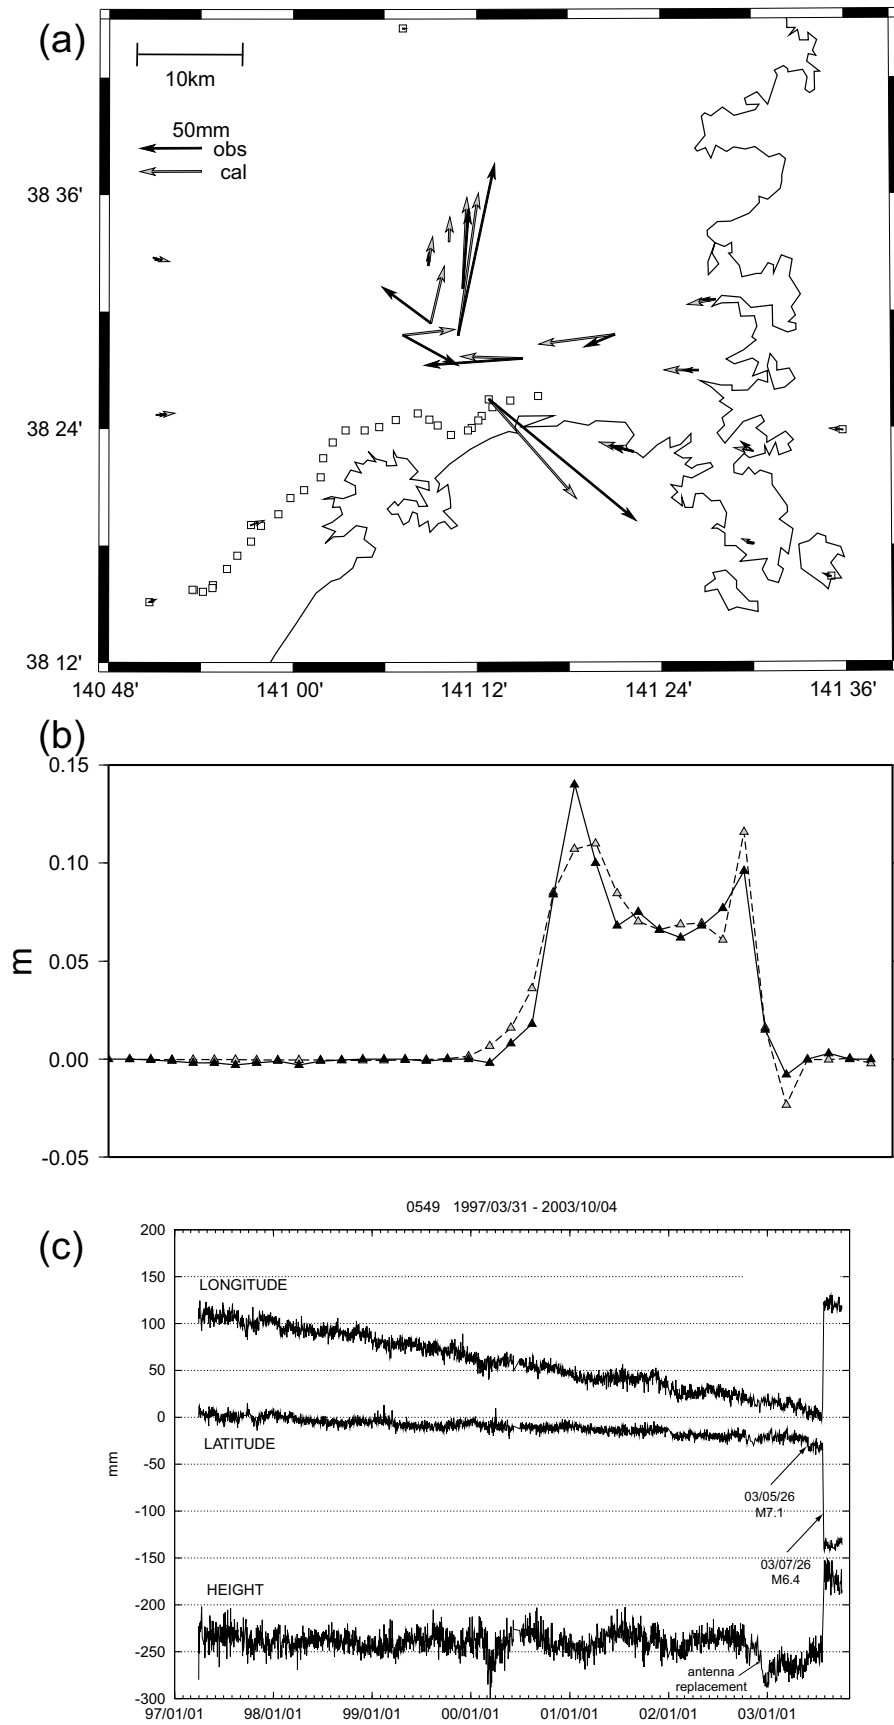 (a)
10km
50mm
obs
cal
38 36'
38 24'
38 12'
140 48' 141 00' 141 12' 141 24' 141 36'
(b)
0.15
0.10
0.05
0.00
-0.05
m
0549 1997/03/31 - 2003/10/04
(c)
200
150
LONGITUDE
100
50
0
LATITUDE
-50
mm
03/05/26
M7.1
-100
-150
03/07/26
M6.4
HEIGHT
-200
-250
antenna
replacement
-300
97/01/01 98/01/01 99/01/01 00/01/01 01/01/01 02/01/01 03/01/01